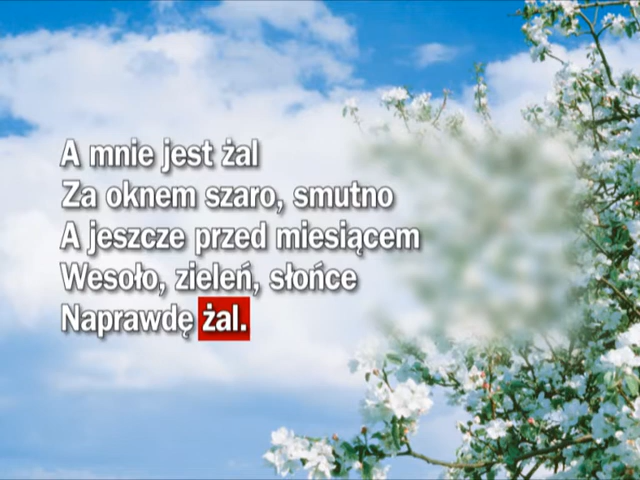 A mnie jest żal
Za oknem szaro, smutno
A jeszcze przed miesiącem
Wesoło, zieleń, słońce
Naprawdę żal.